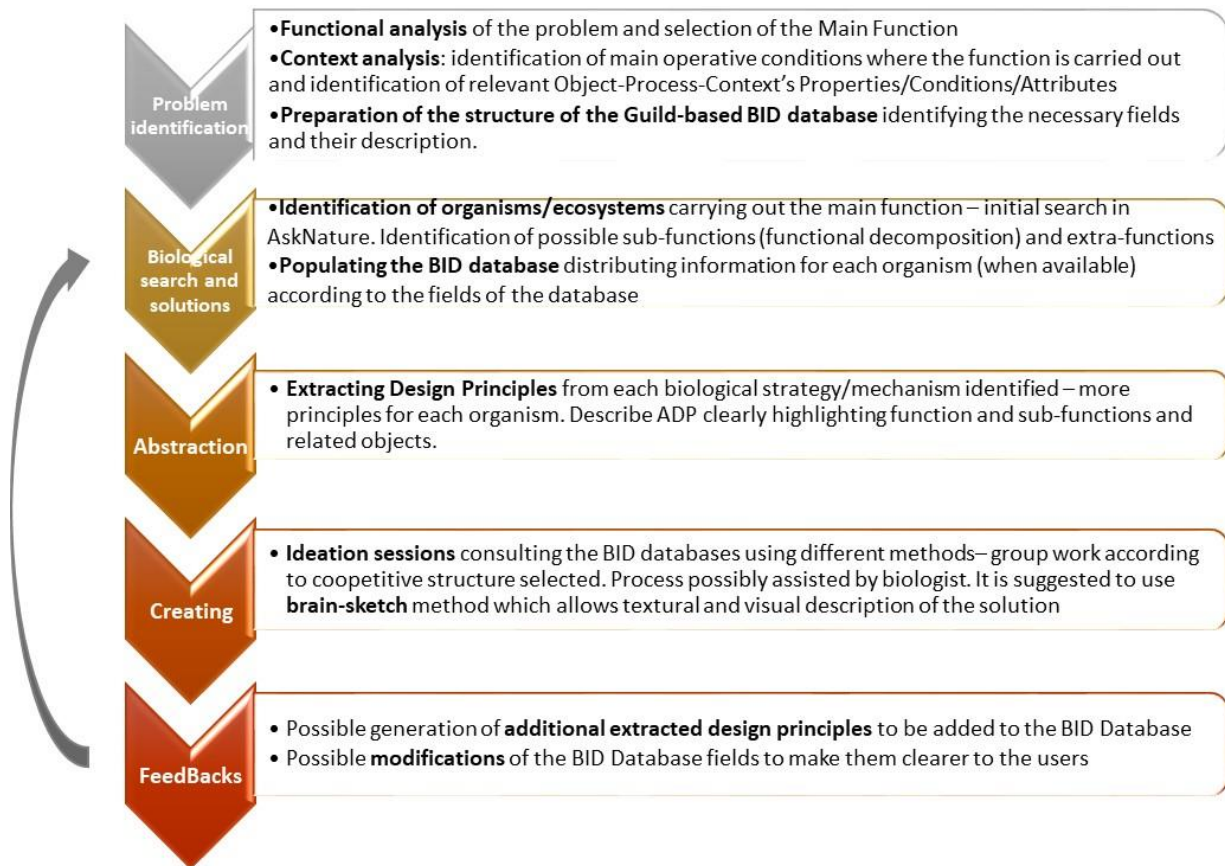 •Functional analysis of the problem and selection of the Main Function
•Context analysis: identification of main operative conditions where the function is carried out
and identification of relevant Object-Process-Context's Properties/Conditions/Attributes
•Preparation of the structure of the Guild-based BID database identifying the necessary fields
and their description.
Problem
identification
•Identification of organisms/ecosystems carrying out the main function – initial search in
AskNature. Identification of possible sub-functions (functional decomposition) and extra-functions
•Populating the BID database distributing information for each organism (when available)
according to the fields of the database
Biological
search and
solutions
• Extracting Design Principles from each biological strategy/mechanism identified – more
principles for each organism. Describe ADP clearly highlighting function and sub-functions and
related objects.
Abstraction
• Ideation sessions consulting the BID databases using different methods– group work according
to coopetitive structure selected. Process possibly assisted by biologist. It is suggested to use
brain-sketch method which allows textural and visual description of the solution
Creating
• Possible generation of additional extracted design principles to be added to the BID Database
• Possible modifications of the BID Database fields to make them clearer to the users
FeedBacks